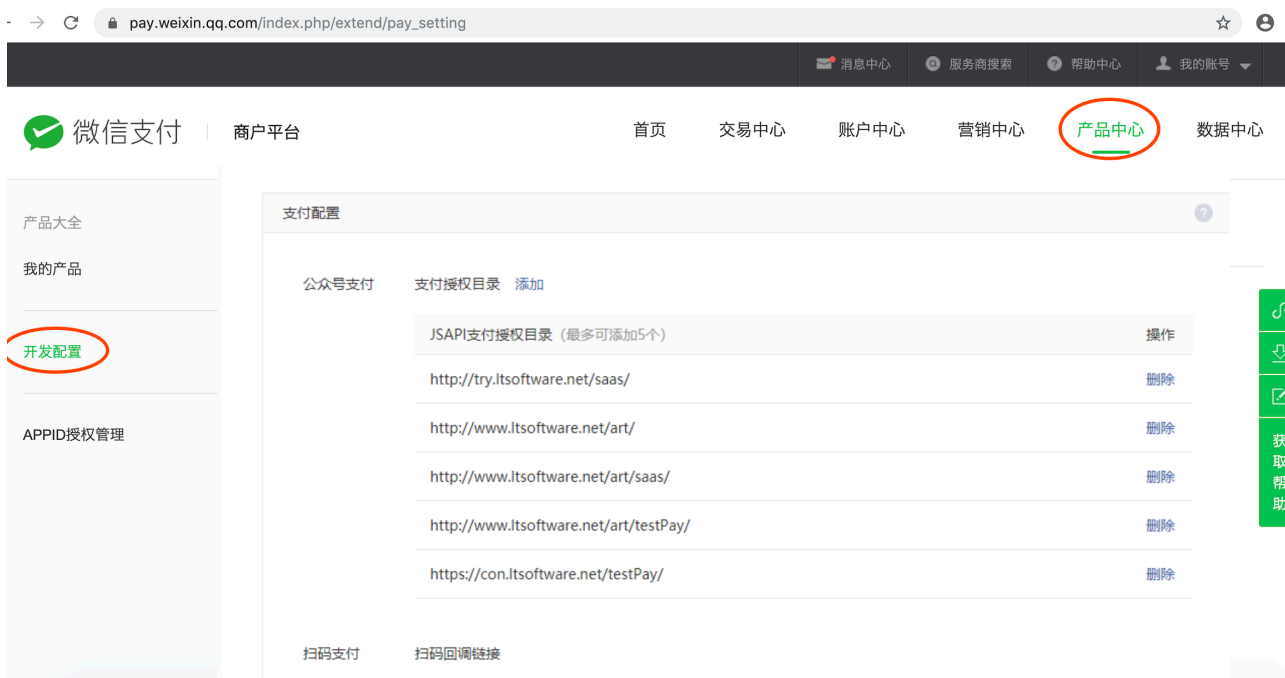 pay.weixin.qq.com/index.php/extend/pay_setting
消息中心 服务商搜索 帮助中心 我的账号
微信支付 商户平台 首页 交易中心 账户中心 营销中心 产品中心 数据中心
产品大全
我的产品
开发配置
APPID授权管理
支付配置
公众号支付 支付授权目录 添加
JSAPI支付授权目录（最多可添加5个） 操作
http://try.ltsoftware.net/saas/ 删除
http://www.ltsoftware.net/art/ 删除
http://www.ltsoftware.net/art/saas/ 删除
http://www.ltsoftware.net/art/testPay/ 删除
https://con.ltsoftware.net/testPay/ 删除
扫码支付 扫码回调链接
获
取
帮
助